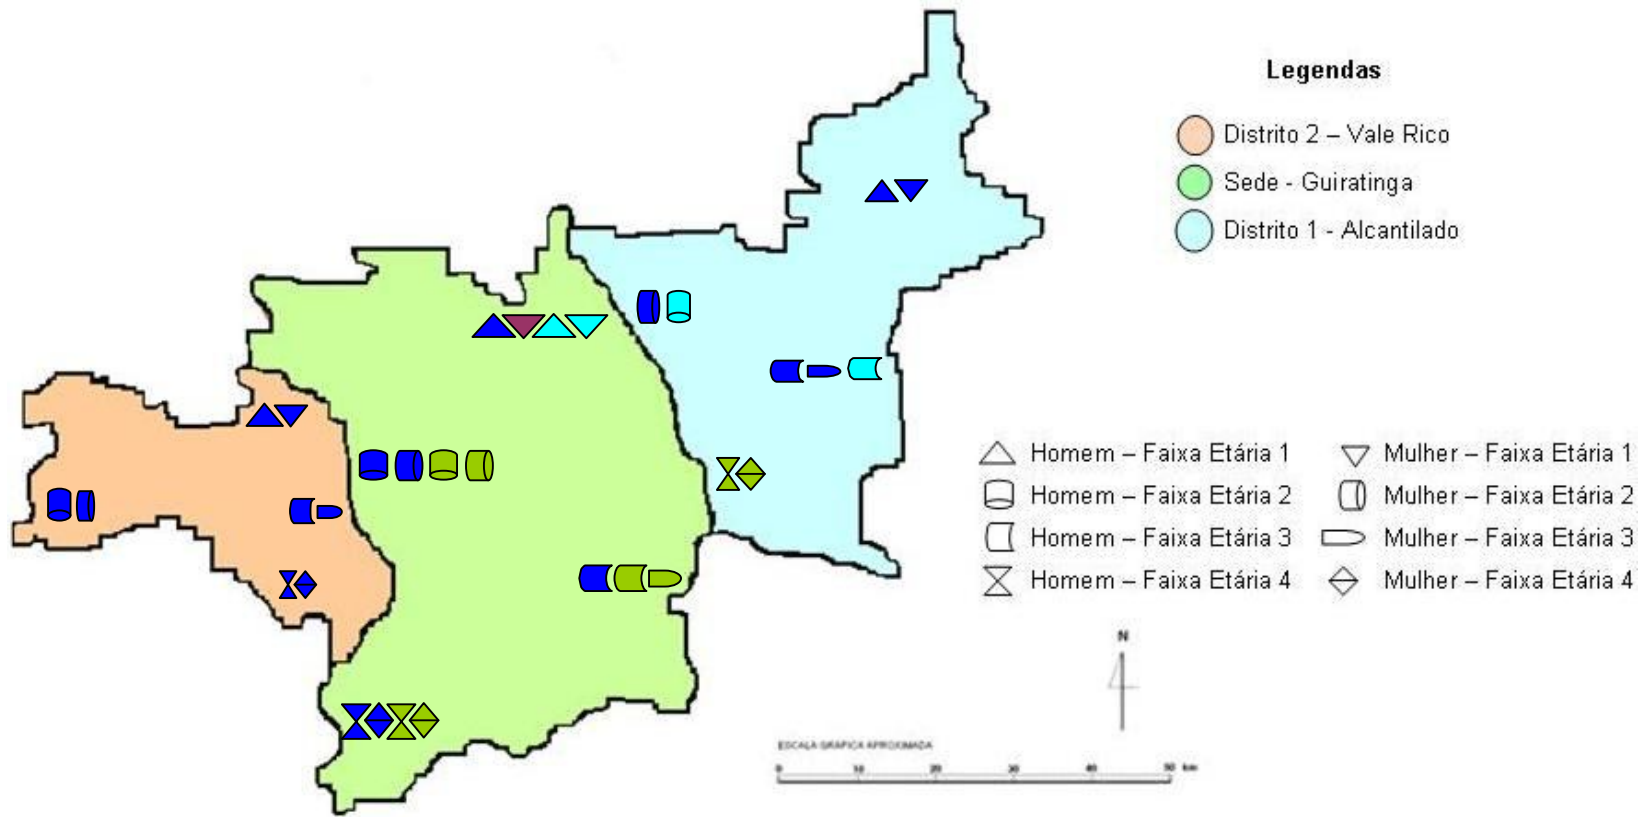 Legendas
Distrito 2 – Vale Rico
Sede - Guiratinga
Distrito 1 - Alcantilado
Homem – Faixa Etária 1
Mulher – Faixa Etária 1
Homem – Faixa Etária 2
Mulher – Faixa Etária 2
Homem – Faixa Etária 3
Mulher – Faixa Etária 3
Homem – Faixa Etária 4
Mulher – Faixa Etária 4
N
ESCALA GRÁFICA APROXIMADA
0 10 20 30 40 50 km